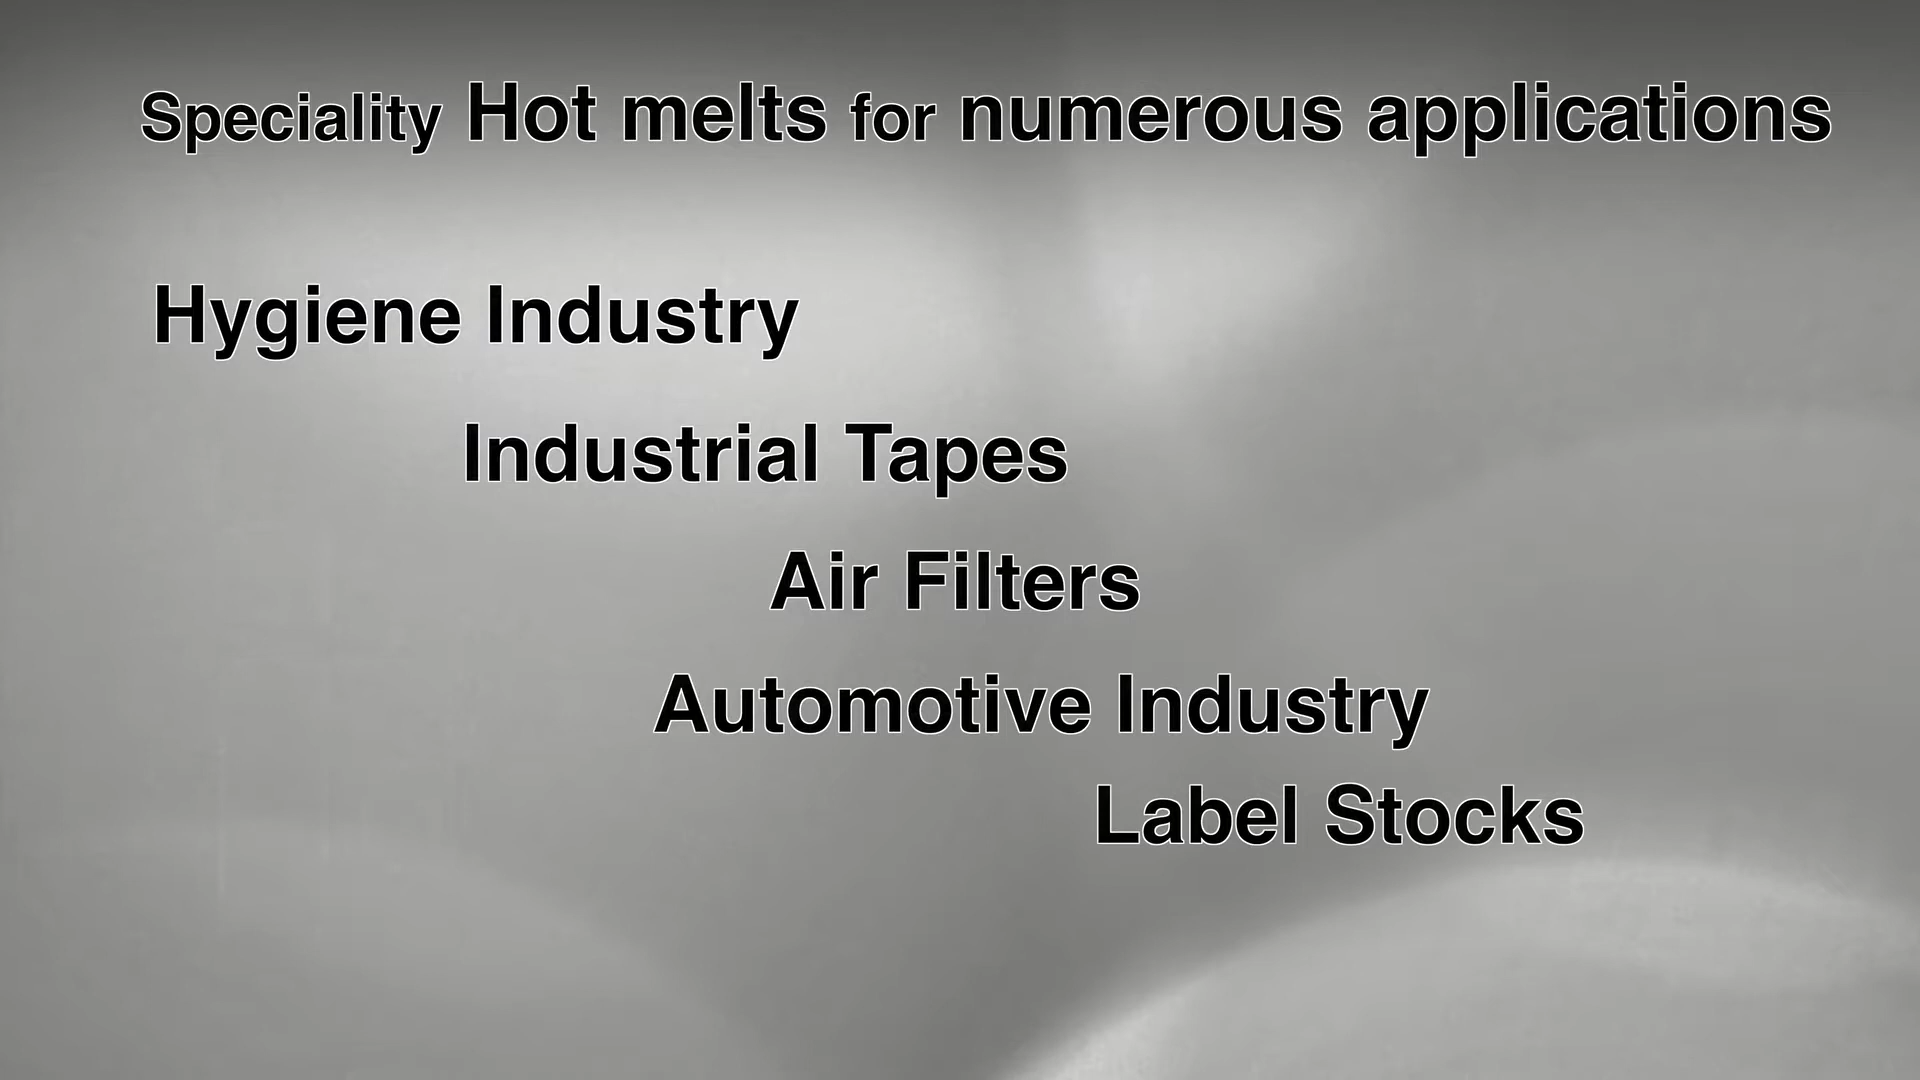 Speciality Hot melts for numerous applications
Hygiene Industry
Industrial Tapes
Air Filters
Automotive Industry
Label Stocks